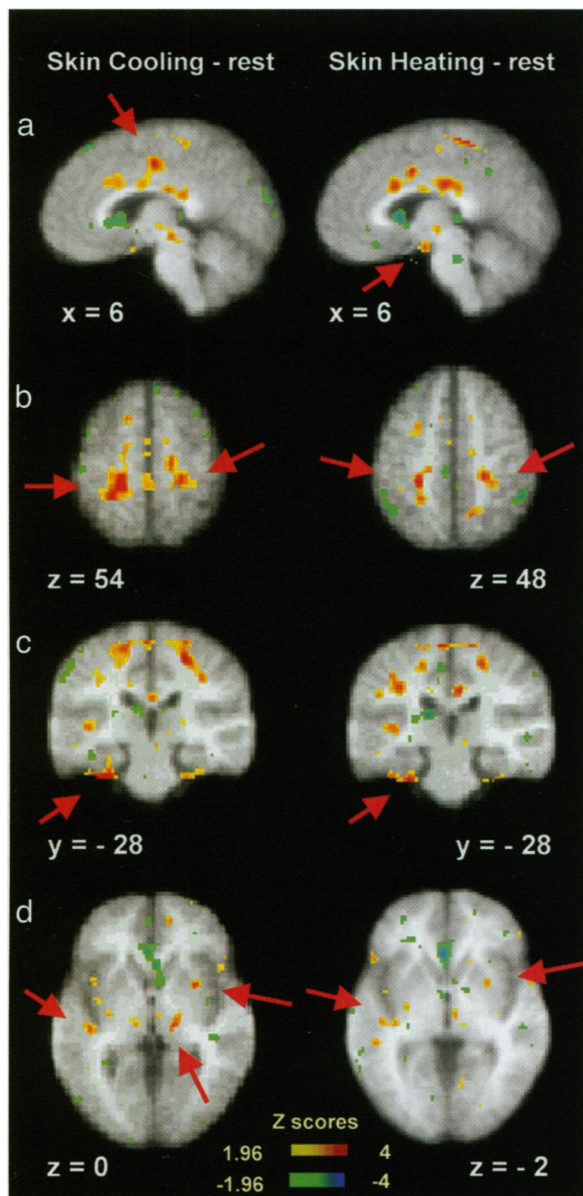 Skin Cooling - rest
Skin Heating - rest
a
x = 6
x = 6
b
z = 54
z = 48
c
y = - 28
y = - 28
d
Z scores
1.96
4
-1.96
-4
z = 0
z = - 2